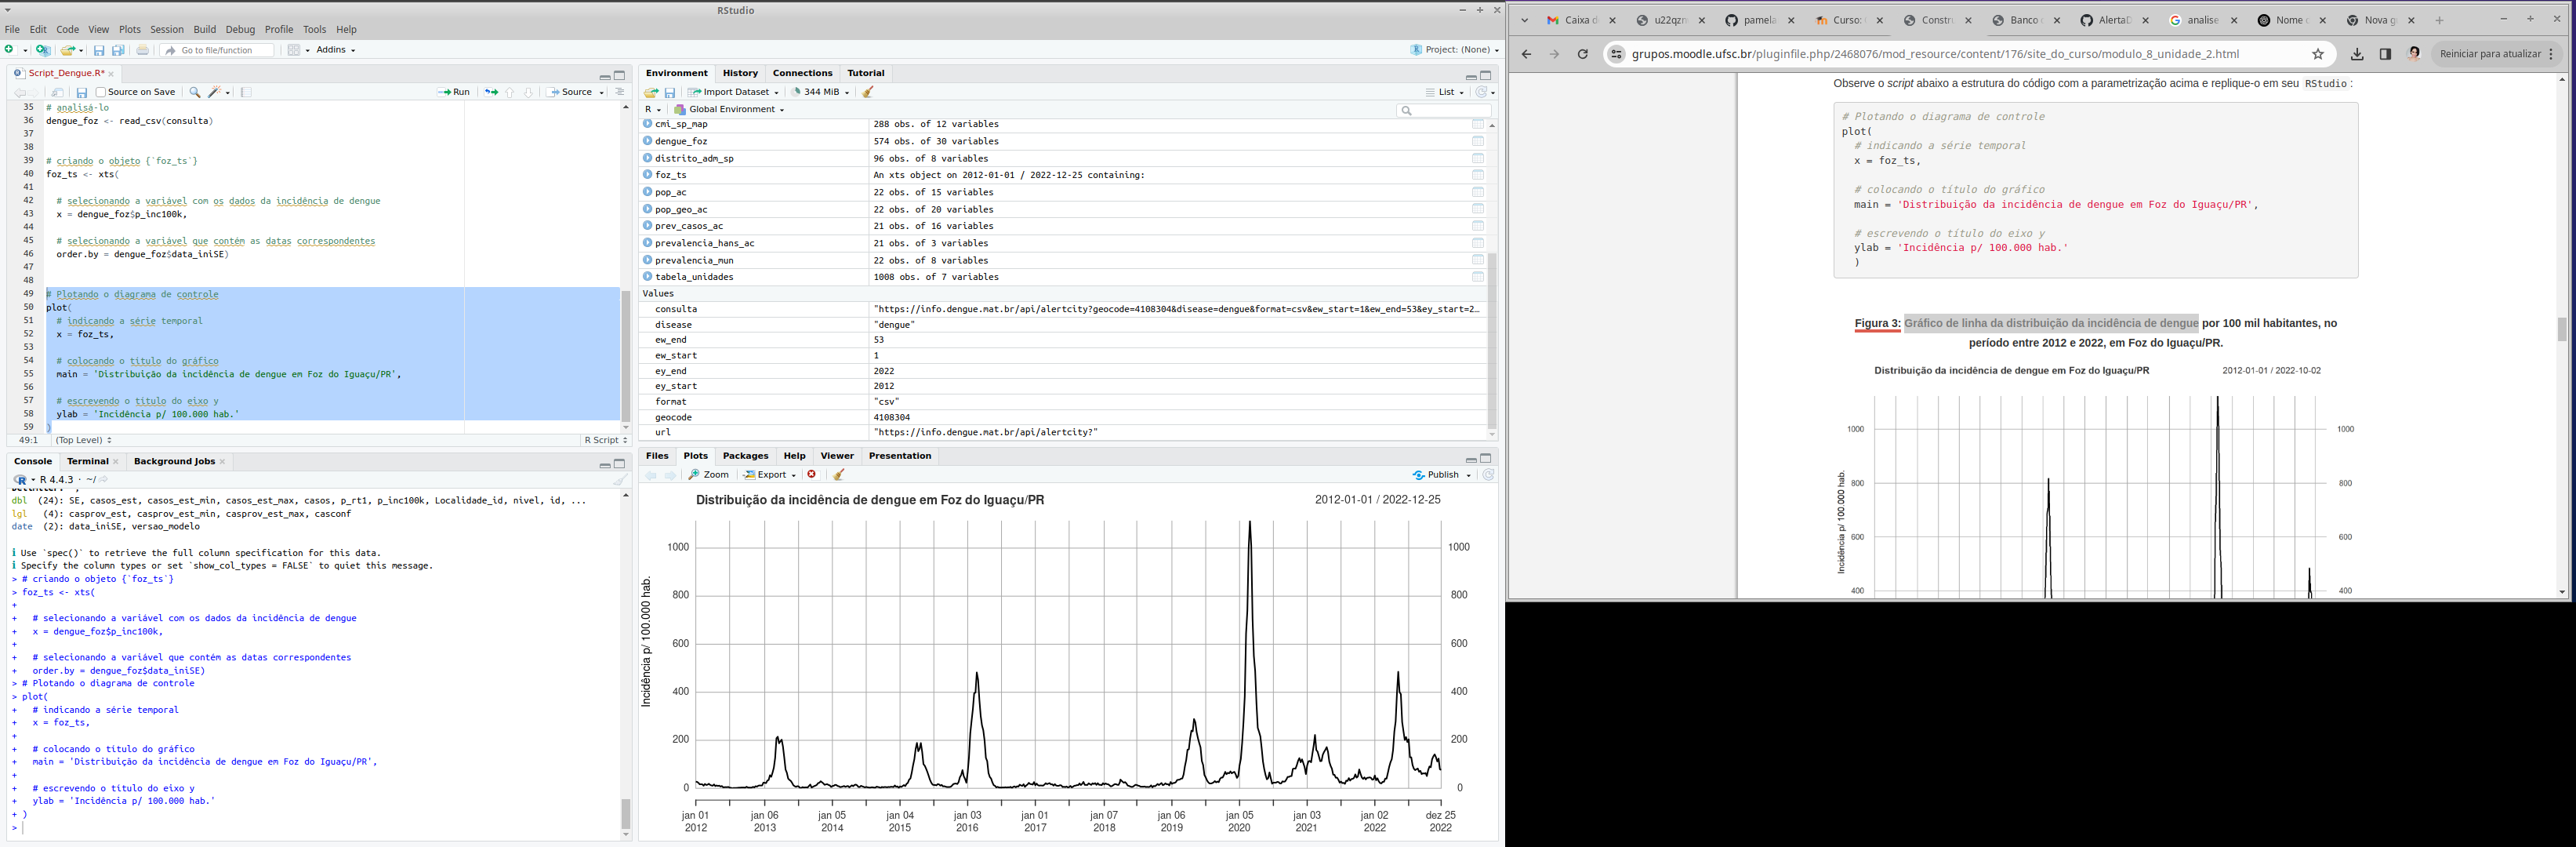 RStudio
File Edit Code View Plots Session Build Debug Profile Tools Help
Go to file/function Addins Project: (None)
Script_Dengue.R*
Source on Save Run Source
35 # analisá-lo
36 dengue_foz <- read_csv(consulta)
37
38
39 # criando o objeto {`foz_ts`}
40 foz_ts <- xts(
41
42 # selecionando a variável com os dados da incidência de dengue
43 x = dengue_foz$p_inc100k,
44
45 # selecionando a variável que contém as datas correspondentes
46 order.by = dengue_foz$data_iniSE)
47
48
49 # Plotando o diagrama de controle
50 plot(
51 # indicando a série temporal
52 x = foz_ts,
53
54 # colocando o título do gráfico
55 main = 'Distribuição da incidência de dengue em Foz do Iguaçu/PR',
56
57 # escrevendo o título do eixo y
58 ylab = 'Incidência p/ 100.000 hab.'
59 )
49:1 (Top Level) R Script
Console Terminal Background Jobs
R 4.4.3 · ~/
dbl (24): SE, casos_est, casos_est_min, casos_est_max, casos, p_rt1, p_inc100k, Localidade_id, nivel, id, ...
lgl (4): casprov_est, casprov_est_min, casprov_est_max, casconf
date (2): data_iniSE, versao_modelo
ℹ Use `spec()` to retrieve the full column specification for this data.
ℹ Specify the column types or set `show_col_types = FALSE` to quiet this message.
> # criando o objeto {`foz_ts`}
> foz_ts <- xts(
+
+ # selecionando a variável com os dados da incidência de dengue
+ x = dengue_foz$p_inc100k,
+
+ # selecionando a variável que contém as datas correspondentes
+ order.by = dengue_foz$data_iniSE)
> # Plotando o diagrama de controle
> plot(
+ # indicando a série temporal
+ x = foz_ts,
+
+ # colocando o título do gráfico
+ main = 'Distribuição da incidência de dengue em Foz do Iguaçu/PR',
+
+ # escrevendo o título do eixo y
+ ylab = 'Incidência p/ 100.000 hab.'
+ )
>
Environment History Connections Tutorial
Import Dataset 344 MiB List
R Global Environment
cmi_sp_map 288 obs. of 12 variables
dengue_foz 574 obs. of 30 variables
distrito_adm_sp 96 obs. of 8 variables
foz_ts An xts object on 2012-01-01 / 2022-12-25 containing:
pop_ac 22 obs. of 15 variables
pop_geo_ac 22 obs. of 20 variables
prev_casos_ac 21 obs. of 16 variables
prevalencia_hans_ac 21 obs. of 3 variables
prevalencia_mun 22 obs. of 8 variables
tabela_unidades 1008 obs. of 7 variables
Values
consulta "https://info.dengue.mat.br/api/alertcity?geocode=4108304&disease=dengue&format=csv&ew_start=1&ew_end=53&ey_start=2…
disease "dengue"
ew_end 53
ew_start 1
ey_end 2022
ey_start 2012
format "csv"
geocode 4108304
url "https://info.dengue.mat.br/api/alertcity?"
Files Plots Packages Help Viewer Presentation
Zoom Export Publish
Distribuição da incidência de dengue em Foz do Iguaçu/PR 2012-01-01 / 2022-12-25
Incidência p/ 100.000 hab.
1000 1000
800 800
600 600
400 400
200 200
0 0
jan 01 jan 06 jan 05 jan 04 jan 03 jan 01 jan 07 jan 06 jan 05 jan 03 jan 02 dez 25
2012 2013 2014 2015 2016 2017 2018 2019 2020 2021 2022 2022
Caixa d u22qzr pamela Curso: Constru Banco AlertaD analise Nome Nova g
grupos.moodle.ufsc.br/pluginfile.php/2468076/mod_resource/content/176/site_do_curso/modulo_8_unidade_2.html Reiniciar para atualizar
Observe o script abaixo a estrutura do código com a parametrização acima e replique-o em seu RStudio :
# Plotando o diagrama de controle
plot(
# indicando a série temporal
x = foz_ts,
# colocando o título do gráfico
main = 'Distribuição da incidência de dengue em Foz do Iguaçu/PR',
# escrevendo o título do eixo y
ylab = 'Incidência p/ 100.000 hab.'
)
Figura 3: Gráfico de linha da distribuição da incidência de dengue por 100 mil habitantes, no
período entre 2012 e 2022, em Foz do Iguaçu/PR.
Distribuição da incidência de dengue em Foz do Iguaçu/PR 2012-01-01 / 2022-10-02
Incidência p/ 100.000 hab.
1000 1000
800 800
600 600
400 400